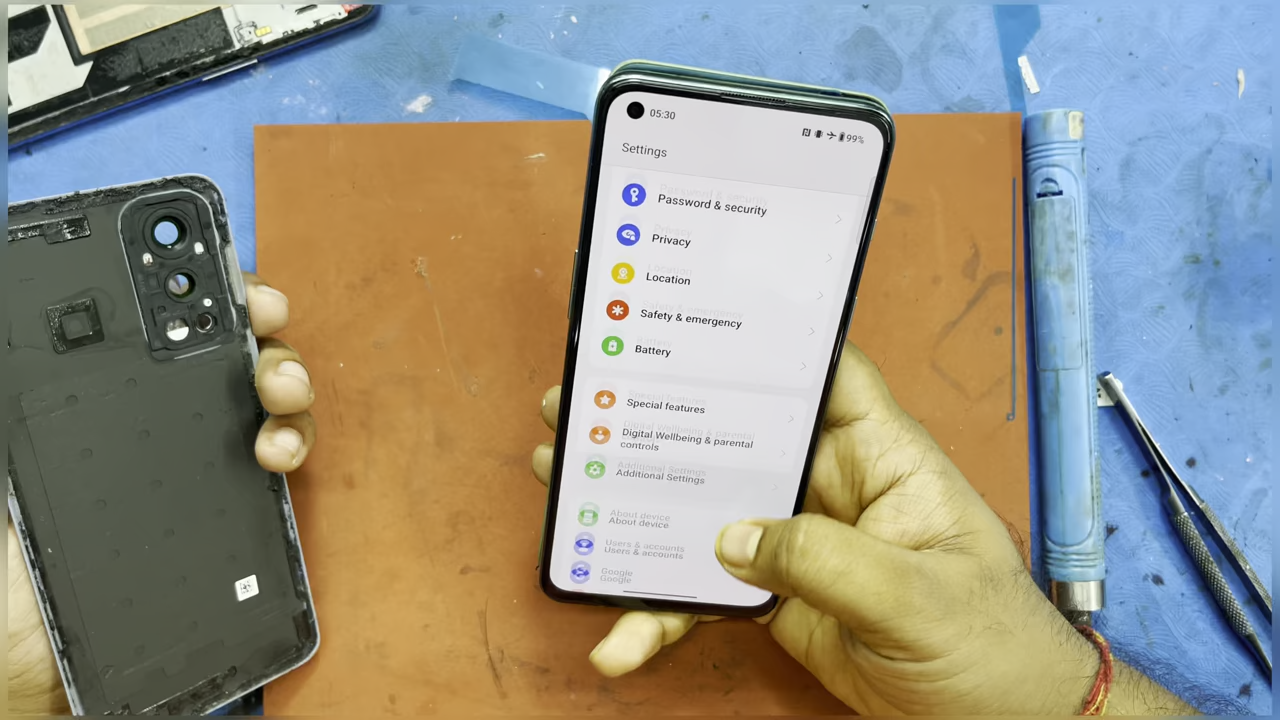 05:30
99%
Settings
Password & security
Privacy
Location
Safety & emergency
Battery
Special features
Digital Wellbeing & parental
controls
Additional Settings
About device
Users & accounts
Google